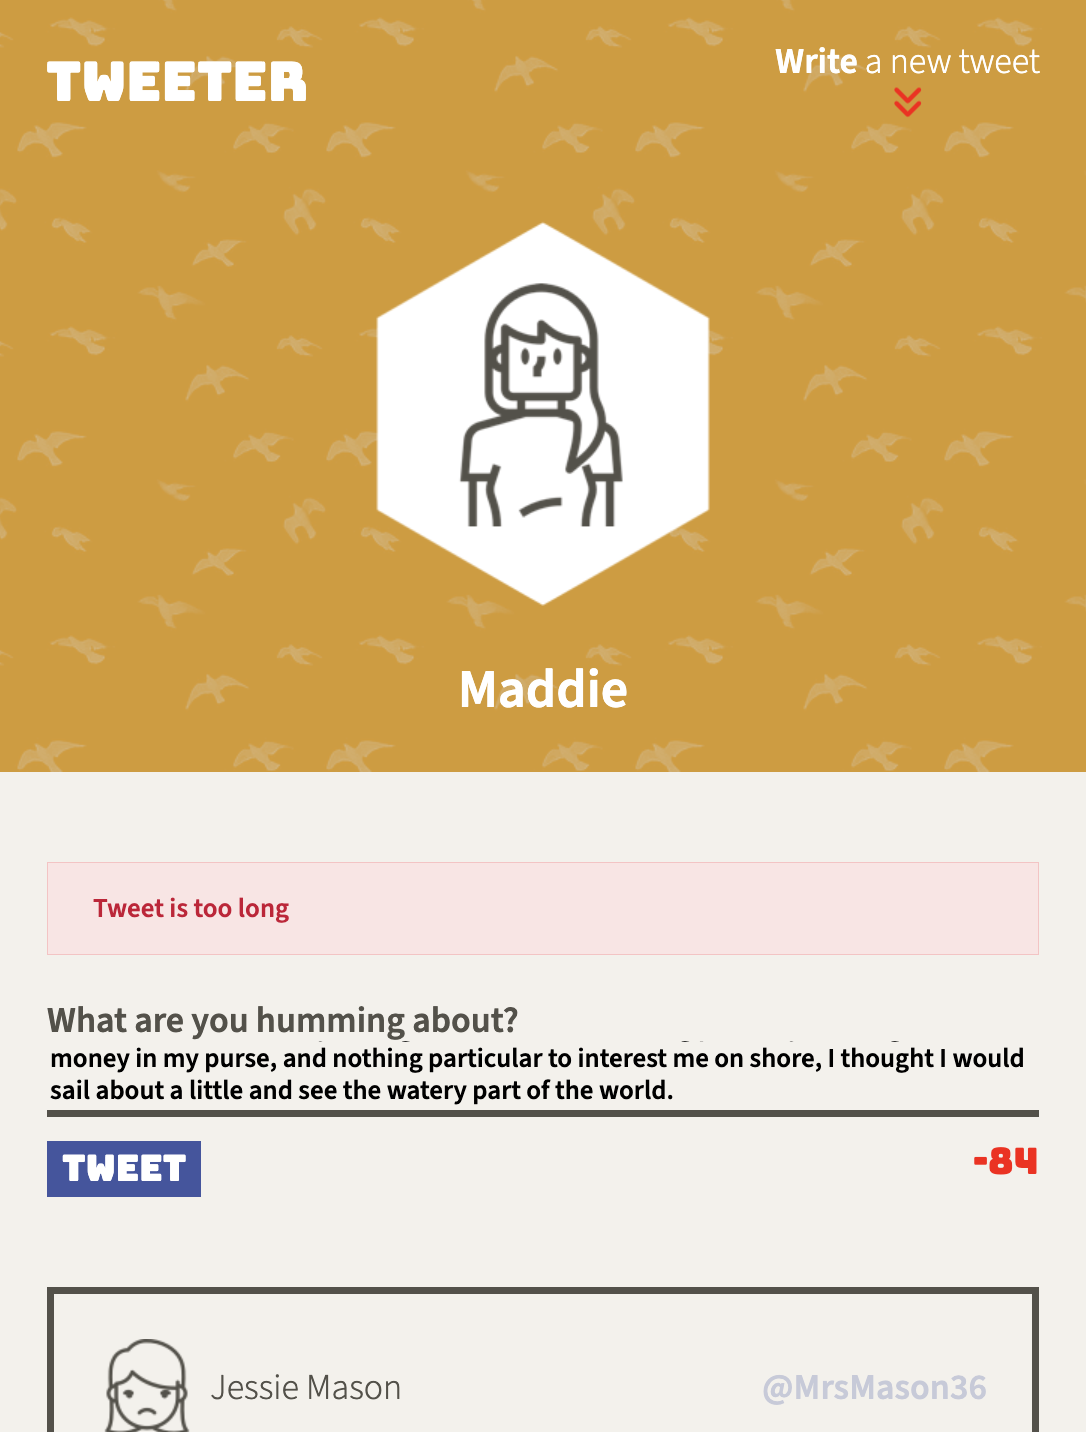 TWEETER
Write a new tweet
Maddie
Tweet is too long
What are you humming about?
money in my purse, and nothing particular to interest me on shore, I thought I would
sail about a little and see the watery part of the world.
TWEET
-84
Jessie Mason
@MrsMason36